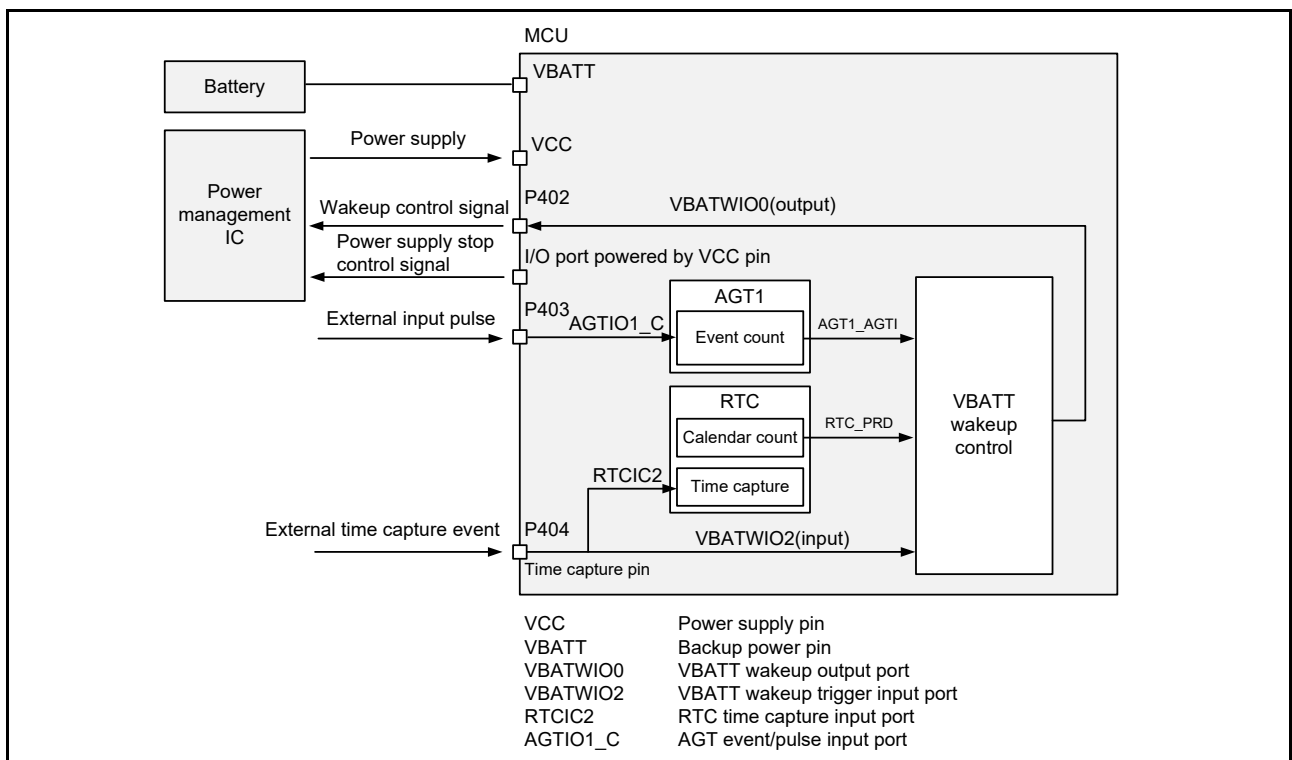 MCU
Battery
VBATT
Power supply
VCC
Power
management
IC
P402
Wakeup control signal
VBATWIO0(output)
Power supply stop
control signal
I/O port powered by VCC pin
AGT1
P403
External input pulse
AGTIO1_C
Event count
AGT1_AGTI
RTC
VBATT
wakeup
control
Calendar count
RTC_PRD
RTCIC2
Time capture
External time capture event
P404
VBATWIO2(input)
Time capture pin
VCC Power supply pin
VBATT Backup power pin
VBATWIO0 VBATT wakeup output port
VBATWIO2 VBATT wakeup trigger input port
RTCIC2 RTC time capture input port
AGTIO1_C AGT event/pulse input port